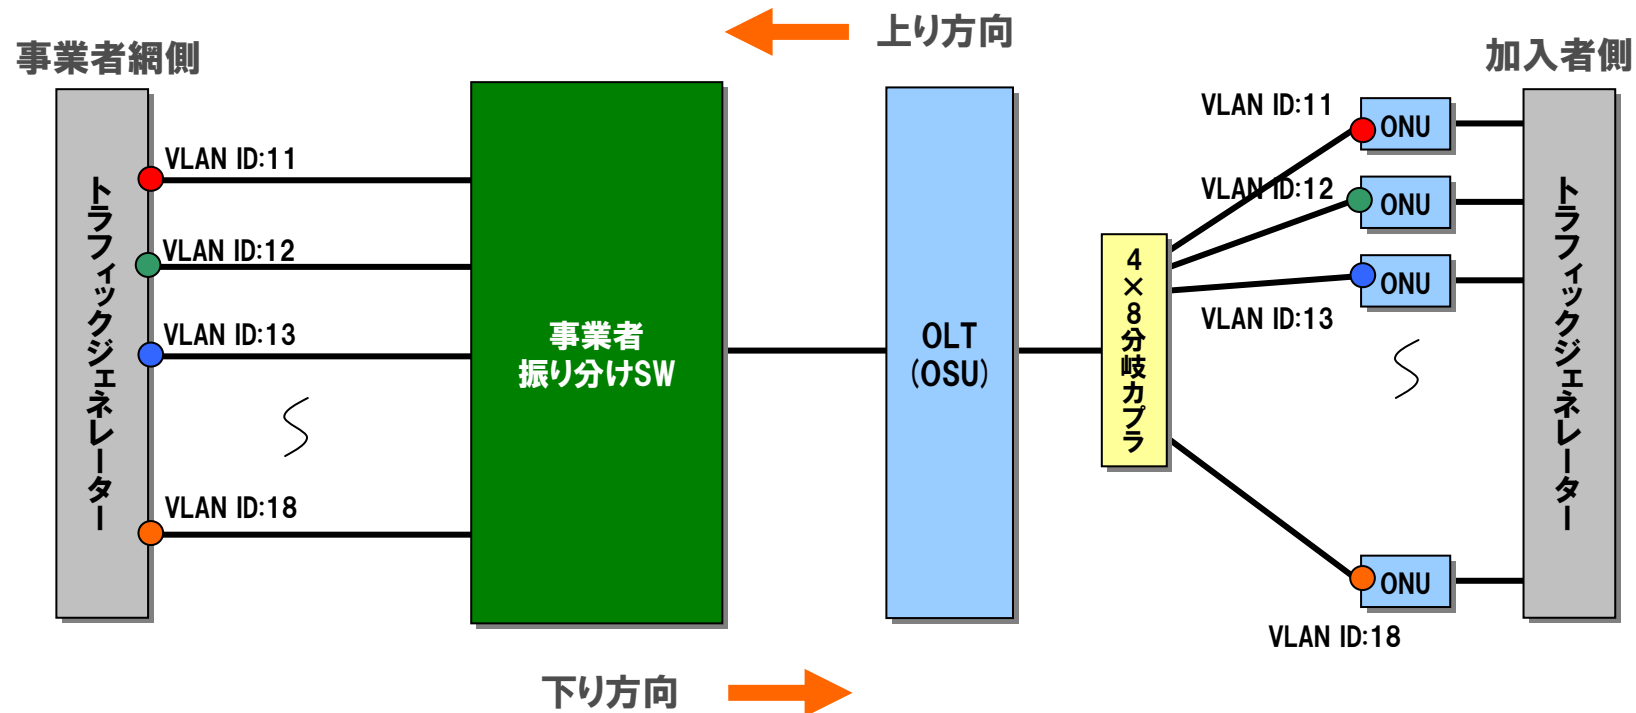 上り方向
事業者網側
加入者側
トラフィックジェネレーター
VLAN ID:11
VLAN ID:12
VLAN ID:13
VLAN ID:18
事業者
振り分けSW
OLT
(OSU)
4×8分岐カプラ
VLAN ID:11
ONU
VLAN ID:12
ONU
ONU
VLAN ID:13
ONU
VLAN ID:18
トラフィックジェネレーター
下り方向